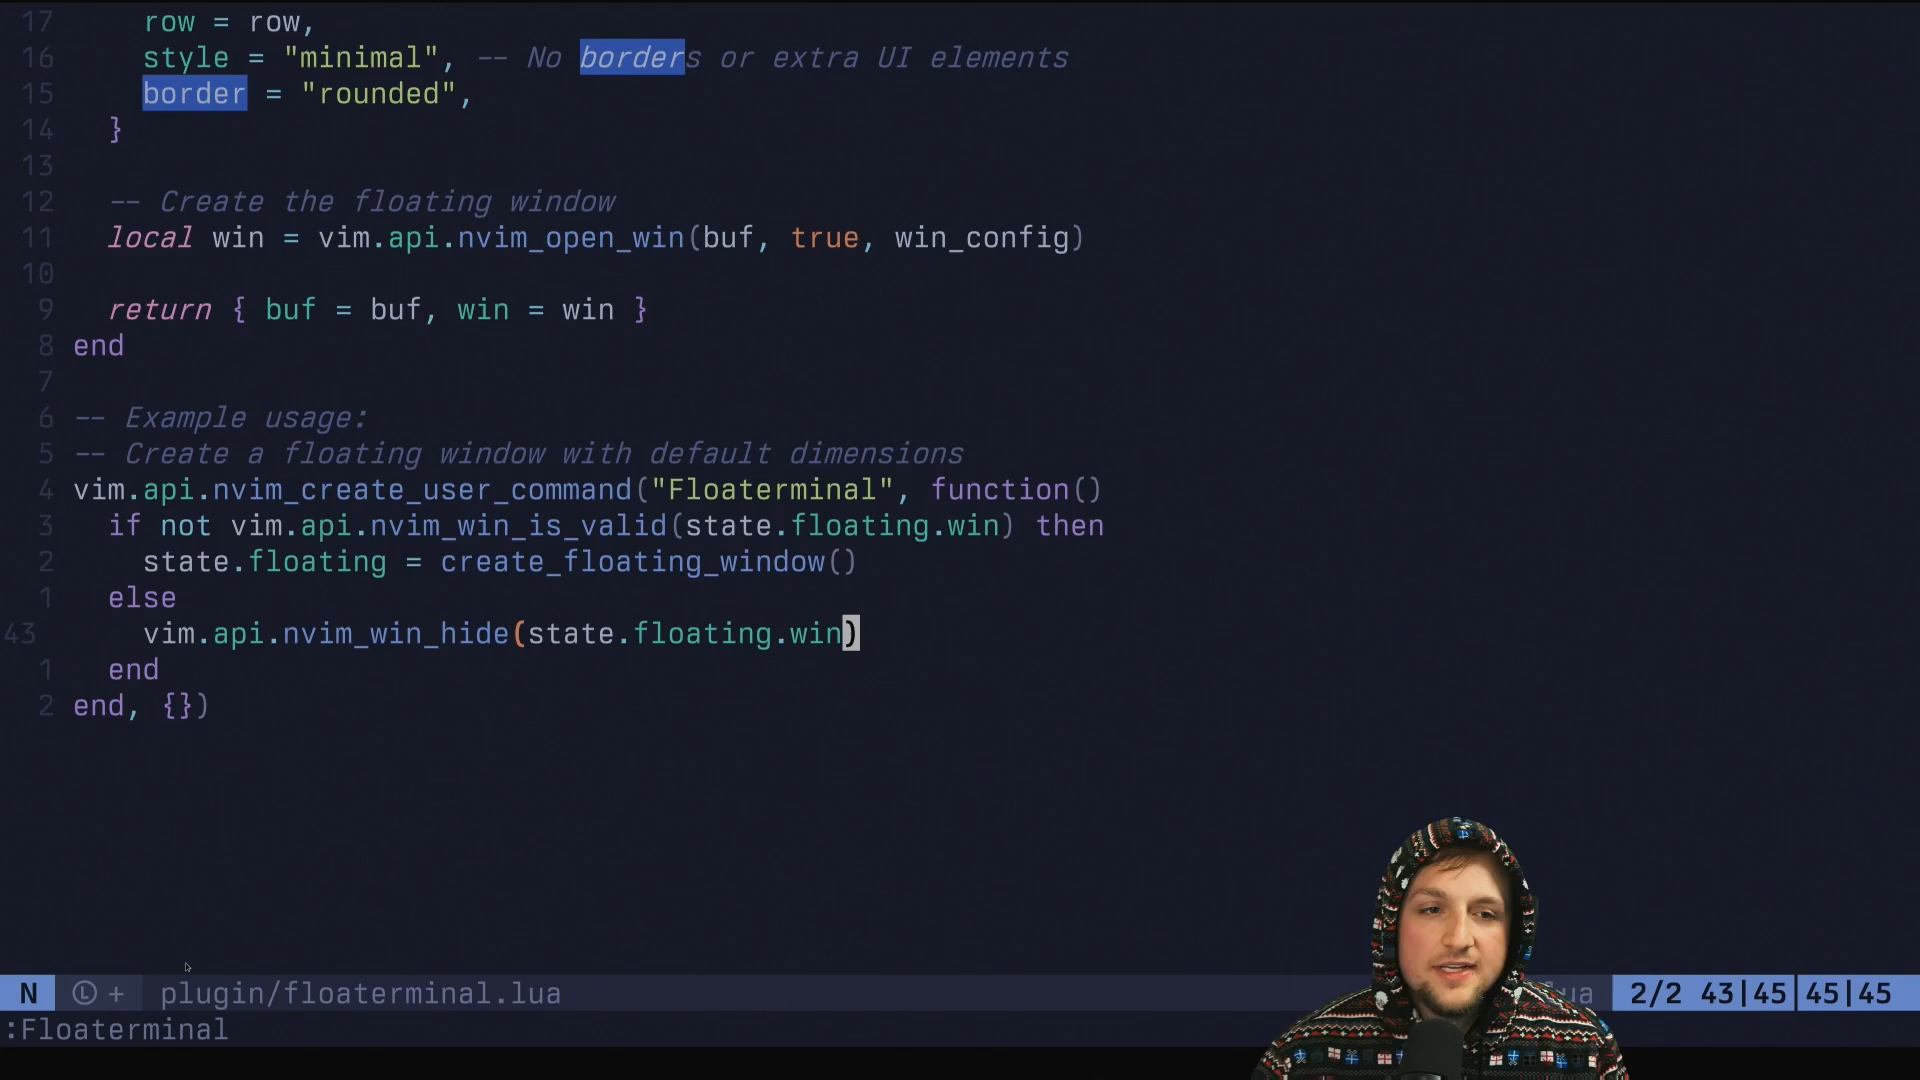 17 row = row,
16 style = "minimal", -- No borders or extra UI elements
15 border = "rounded",
14 }
13
12 -- Create the floating window
11 local win = vim.api.nvim_open_win(buf, true, win_config)
10
9 return { buf = buf, win = win }
8 end
7
6 -- Example usage:
5 -- Create a floating window with default dimensions
4 vim.api.nvim_create_user_command("Floaterminal", function()
3 if not vim.api.nvim_win_is_valid(state.floating.win) then
2 state.floating = create_floating_window()
1 else
43 vim.api.nvim_win_hide(state.floating.win)
1 end
2 end, {})
N Ⓛ + plugin/floaterminal.lua ua 2/2 43|45|45|45
:Floaterminal